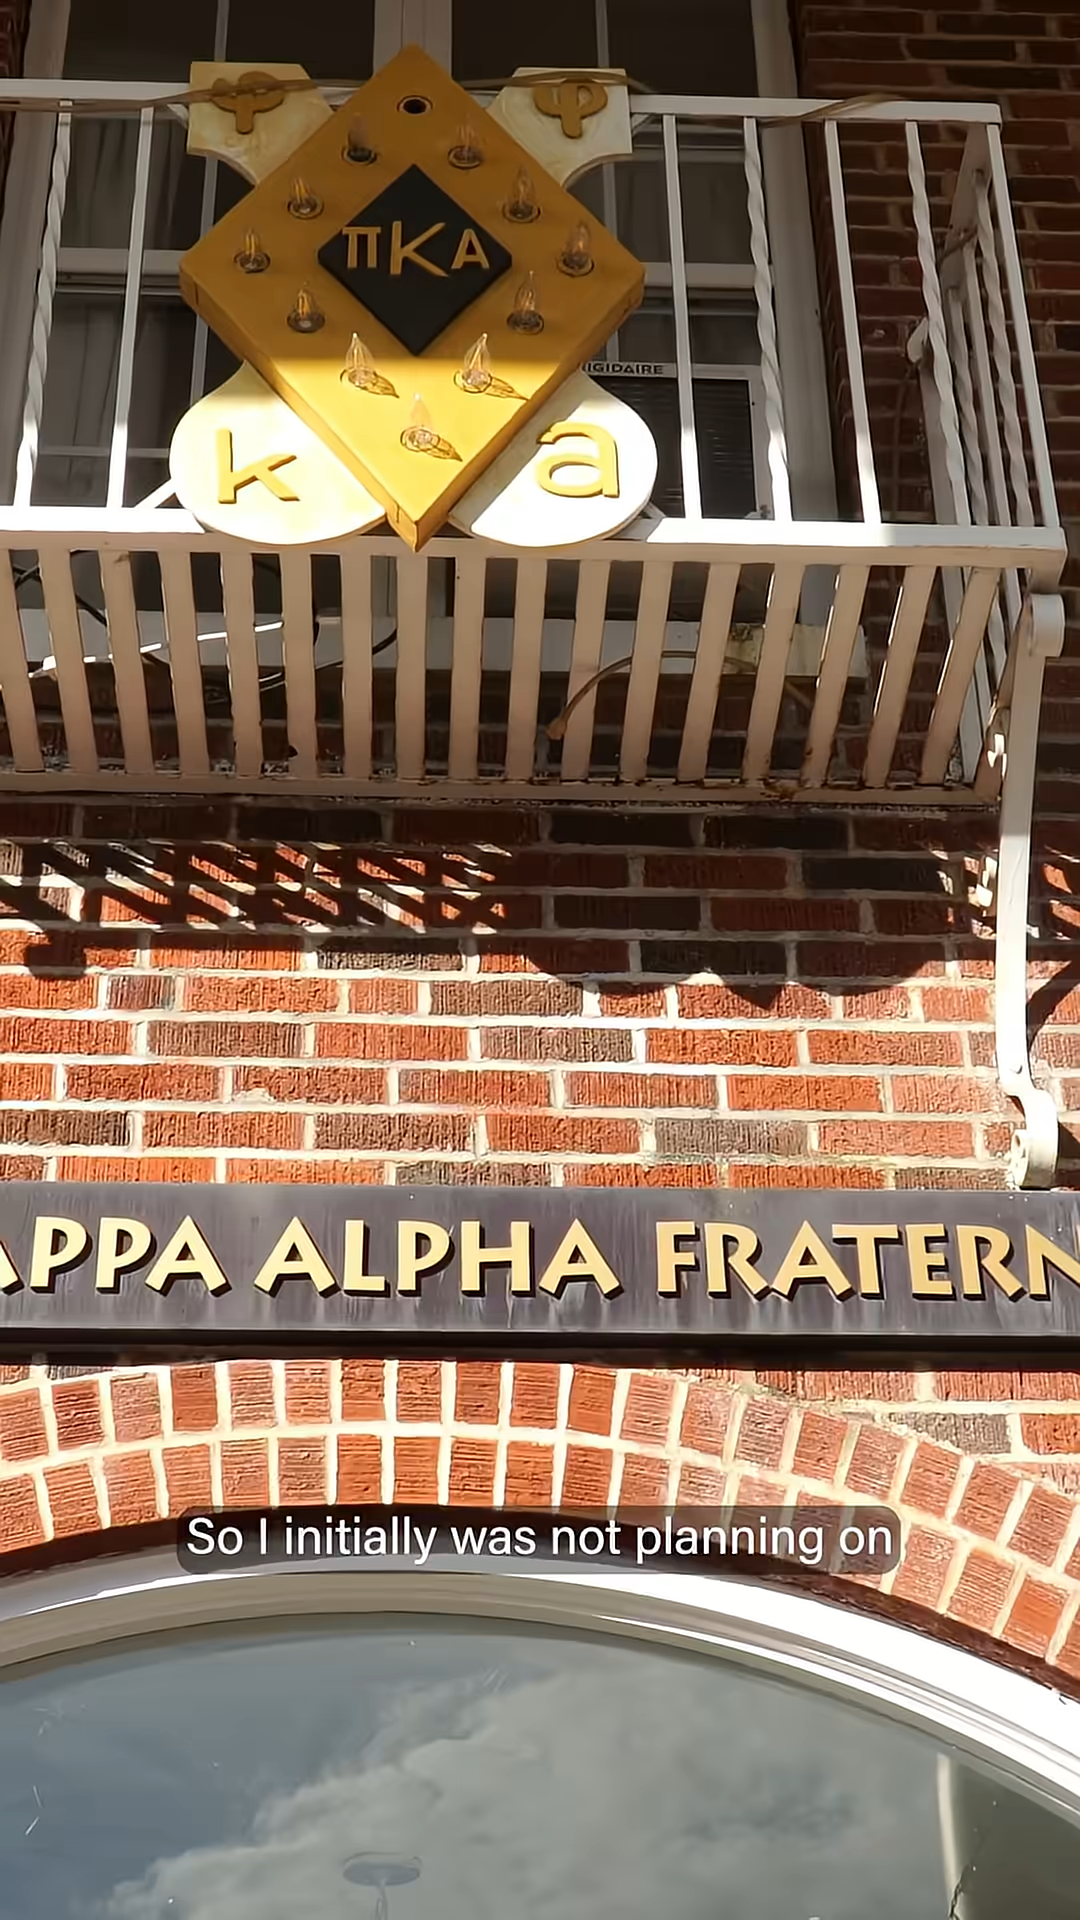 φ φ
ΠΚΑ
IGIDAIRE
k a
APPA ALPHA FRATERN
So I initially was not planning on